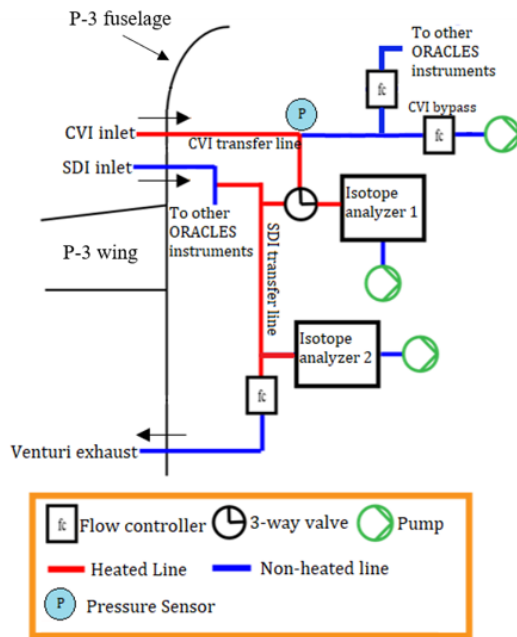 P-3 fuselage
To other
ORACLES
instruments
fc
P
CVI bypass
fc
CVI inlet
CVI transfer line
SDI inlet
Isotope
analyzer 1
To other
ORACLES
instruments
P-3 wing
SDI transfer line
Isotope
analyzer 2
fc
Venturi exhaust
fc Flow controller 3-way valve Pump
Heated Line Non-heated line
P Pressure Sensor